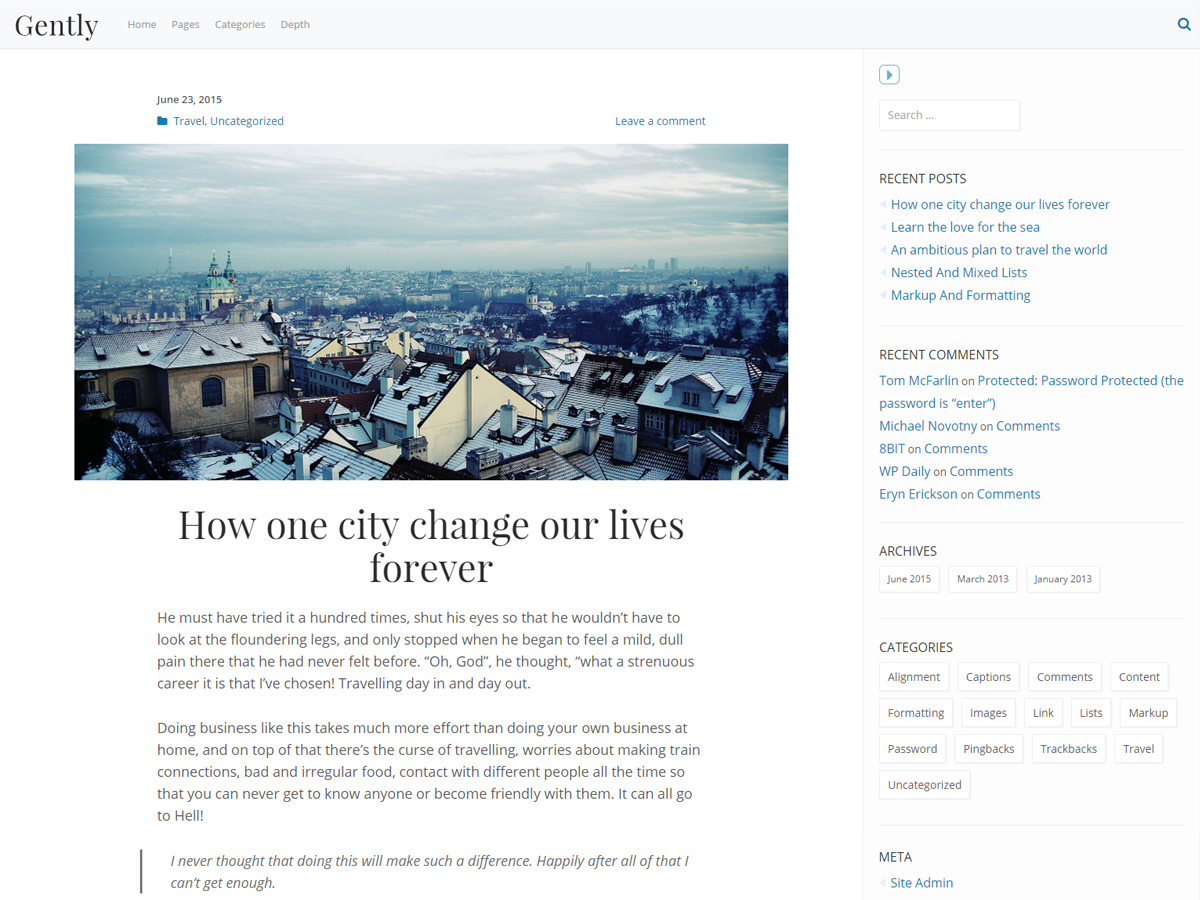 Gently
Home Pages Categories Depth
June 23, 2015
Travel, Uncategorized
Leave a comment
How one city change our lives
forever
He must have tried it a hundred times, shut his eyes so that he wouldn’t have to
look at the floundering legs, and only stopped when he began to feel a mild, dull
pain there that he had never felt before. “Oh, God”, he thought, “what a strenuous
career it is that I’ve chosen! Travelling day in and day out.
Doing business like this takes much more effort than doing your own business at
home, and on top of that there’s the curse of travelling, worries about making train
connections, bad and irregular food, contact with different people all the time so
that you can never get to know anyone or become friendly with them. It can all go
to Hell!
I never thought that doing this will make such a difference. Happily after all of that I
can’t get enough.
Search ...
RECENT POSTS
How one city change our lives forever
Learn the love for the sea
An ambitious plan to travel the world
Nested And Mixed Lists
Markup And Formatting
RECENT COMMENTS
Tom McFarlin on Protected: Password Protected (the
password is “enter”)
Michael Novotny on Comments
8BIT on Comments
WP Daily on Comments
Eryn Erickson on Comments
ARCHIVES
June 2015 March 2013 January 2013
CATEGORIES
Alignment Captions Comments Content
Formatting Images Link Lists Markup
Password Pingbacks Trackbacks Travel
Uncategorized
META
Site Admin